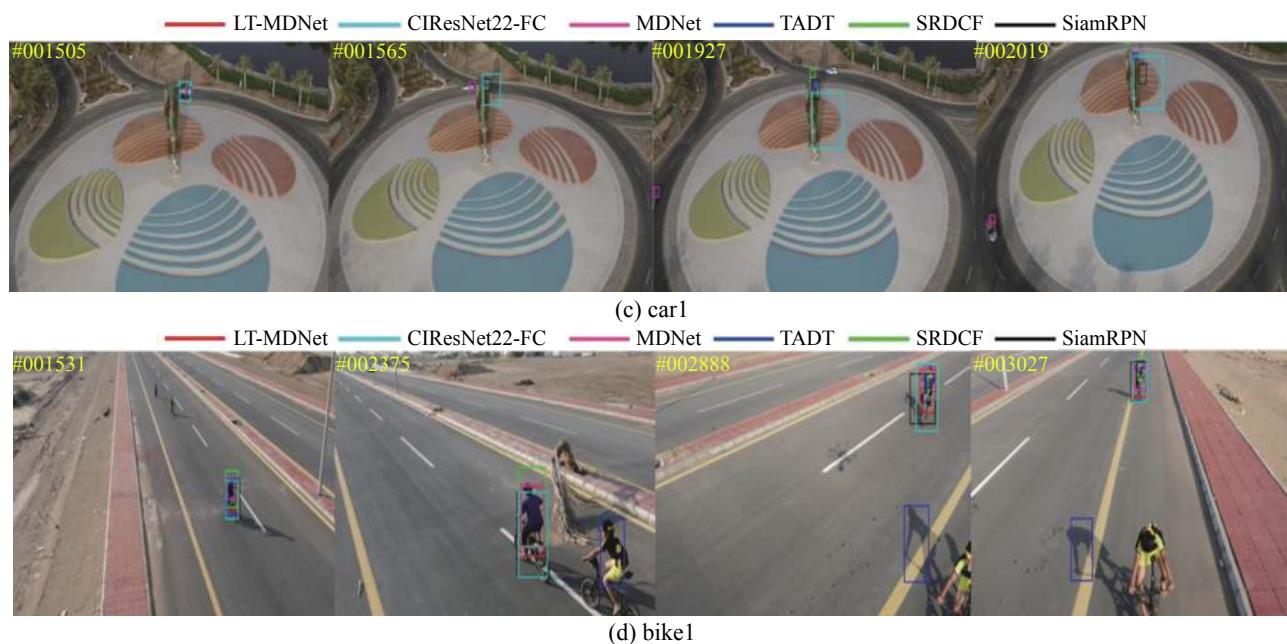 LT-MDNet CIResNet22-FC MDNet TADT SRDCF SiamRPN
#001505 #001565 #001927 #002019
(c) car1
LT-MDNet CIResNet22-FC MDNet TADT SRDCF SiamRPN
#001531 #002375 #002888 #003027
(d) bike1